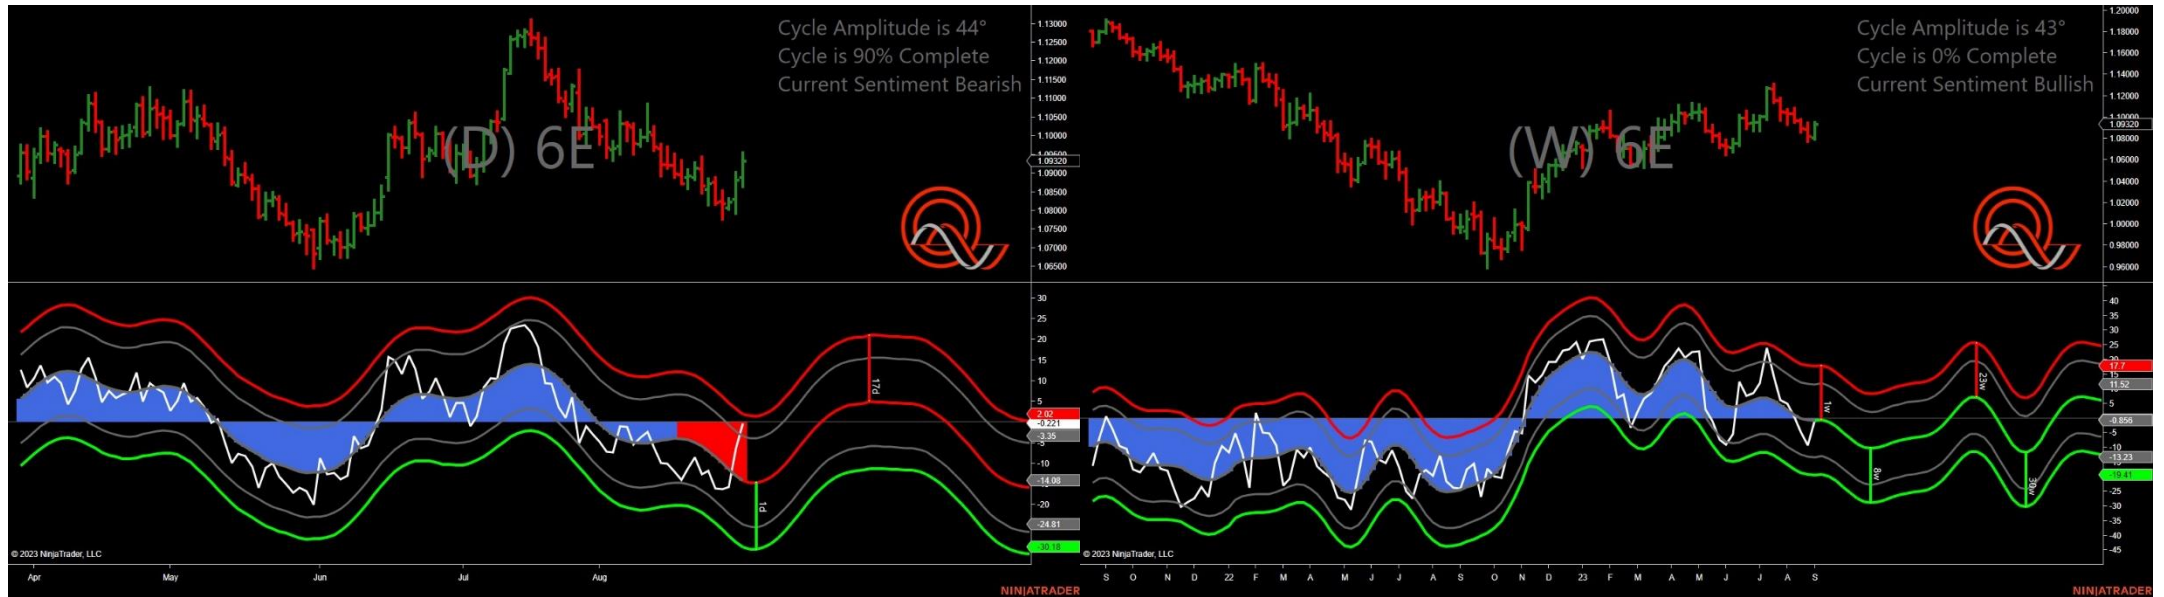 Cycle Amplitude is 44°
Cycle is 90% Complete
Current Sentiment Bearish
(D) 6E
1.13000
1.12500
1.12000
1.11500
1.11000
1.10500
1.10000
1.09320
1.09000
1.08500
1.08000
1.07500
1.07000
1.06500
30
25
20
15
10
5
2.02
-0.221
-3.35
-10
-14.08
-20
-24.81
-30.18
17d
1d
© 2023 NinjaTrader, LLC
Apr
May
Jun
Jul
Aug
NINJATRADER
Cycle Amplitude is 43°
Cycle is 0% Complete
Current Sentiment Bullish
(W) 6E
1.20000
1.18000
1.16000
1.14000
1.12000
1.10000
1.09320
1.08000
1.06000
1.04000
1.02000
1.00000
0.98000
0.96000
40
35
30
25
17.7
15
11.52
5
-0.856
-5
-10
-13.23
-19.41
-25
-30
-35
-40
-45
1w
8w
23w
30w
© 2023 NinjaTrader, LLC
S O N D 22 F M A M J J A S O N D 23 F M A M J J A S
NINJATRADER